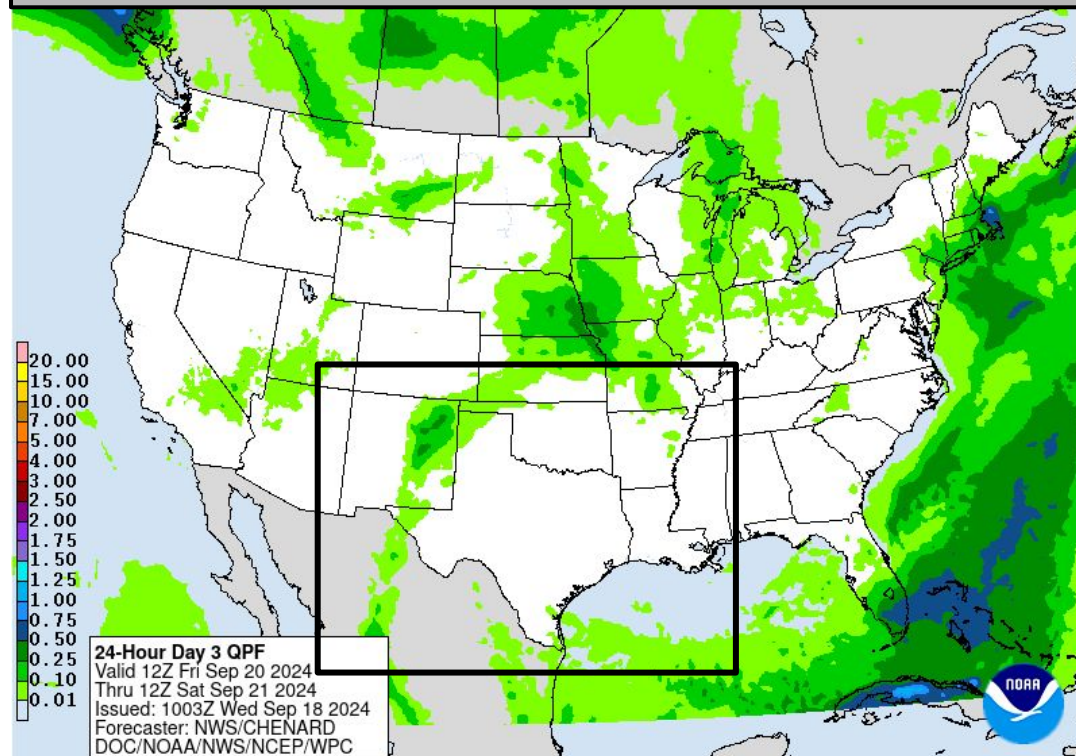 20.00
15.00
10.00
7.00
5.00
4.00
3.00
2.50
2.00
1.75
1.50
1.25
1.00
0.75
0.50
0.25
0.10
0.01
24-Hour Day 3 QPF
Valid 12Z Fri Sep 20 2024
Thru 12Z Sat Sep 21 2024
Issued: 1003Z Wed Sep 18 2024
Forecaster: NWS/CHENARD
DOC/NOAA/NWS/NCEP/WPC
NOAA